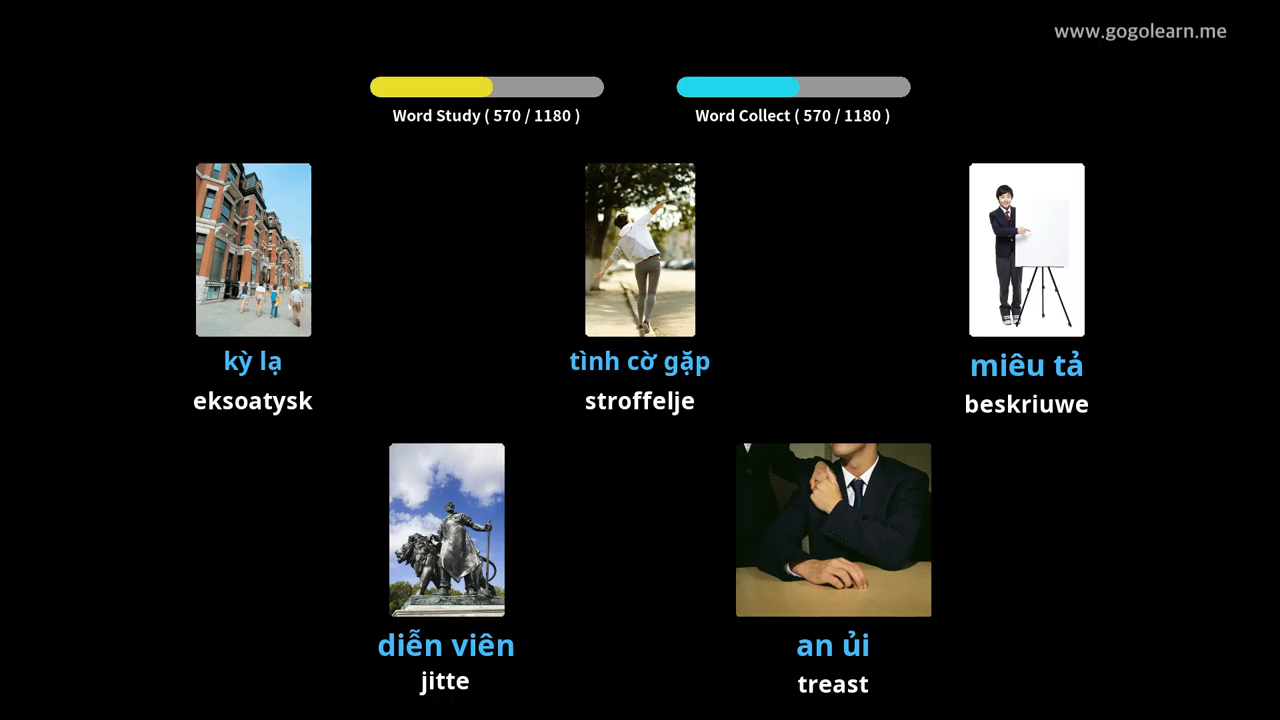 www.gogolearn.me
Word Study ( 570 / 1180 )
Word Collect ( 570 / 1180 )
kỳ lạ
eksoatysk
tình cờ gặp
stroffelje
miêu tả
beskriuwe
diễn viên
jitte
an ủi
treast